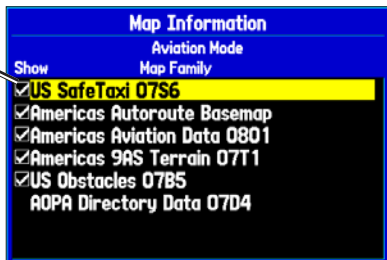 Map Information
Aviation Mode
Show Map Family
US SafeTaxi 07S6
Americas Autoroute Basemap
Americas Aviation Data 0801
Americas 9AS Terrain 07T1
US Obstacles 07B5
AOPA Directory Data 07D4